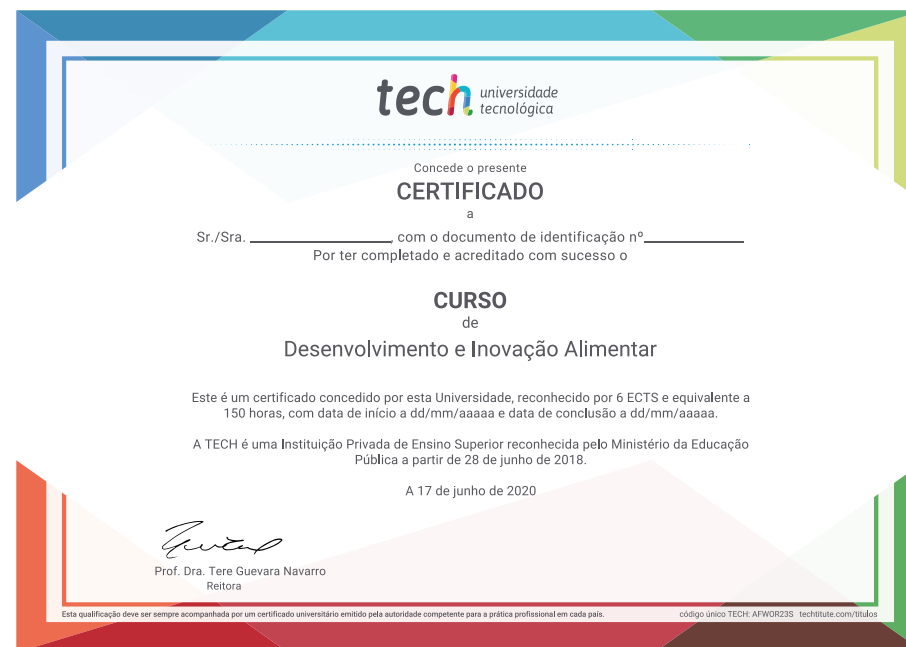 tech universidade
tecnológica
Concede o presente
CERTIFICADO
a
Sr./Sra. ________________, com o documento de identificação nº____________
Por ter completado e acreditado com sucesso o
CURSO
de
Desenvolvimento e Inovação Alimentar
Este é um certificado concedido por esta Universidade, reconhecido por 6 ECTS e equivalente a
150 horas, com data de início a dd/mm/aaaaa e data de conclusão a dd/mm/aaaaa.
A TECH é uma Instituição Privada de Ensino Superior reconhecida pelo Ministério da Educação
Pública a partir de 28 de junho de 2018.
A 17 de junho de 2020
Prof. Dra. Tere Guevara Navarro
Reitora
Esta qualificação deve ser sempre acompanhada por um certificado universitário emitido pela autoridade competente para a prática profissional em cada país.
código único TECH: AFWOR23S techtitute.com/titulos